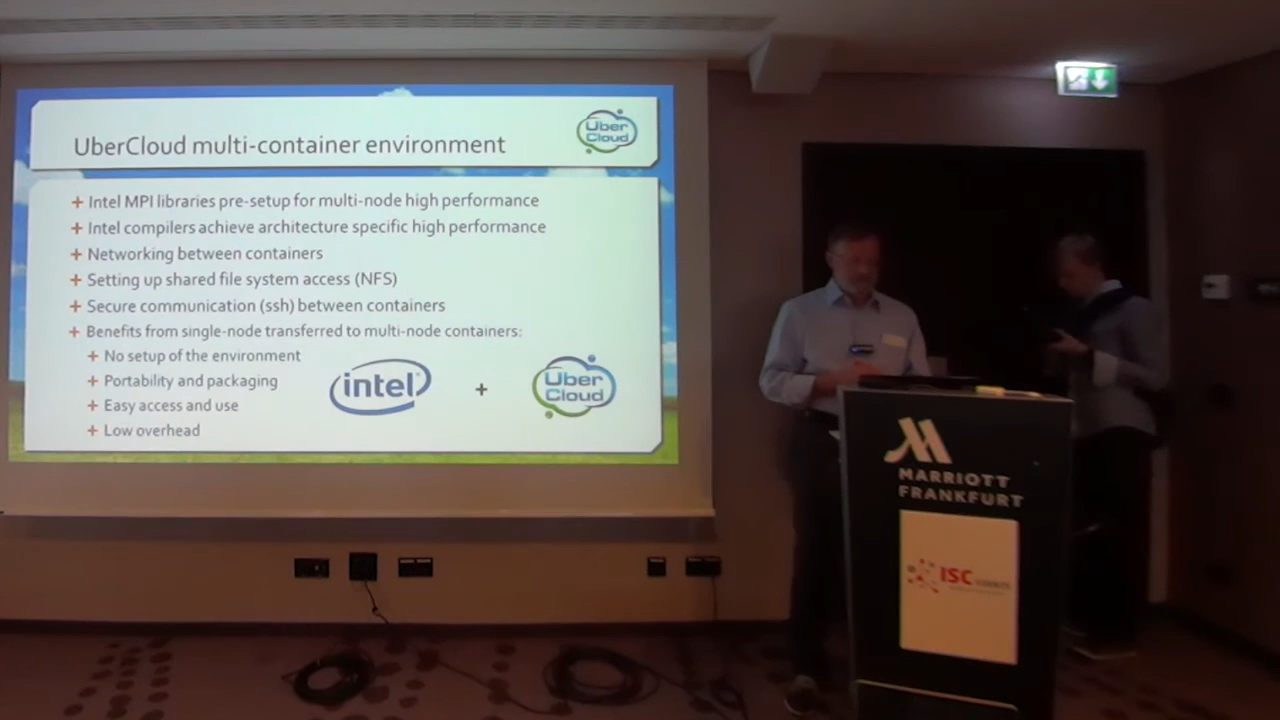 UberCloud multi-container environment
Uber
Cloud
+ Intel MPI libraries pre-setup for multi-node high performance
+ Intel compilers achieve architecture specific high performance
+ Networking between containers
+ Setting up shared file system access (NFS)
+ Secure communication (ssh) between containers
+ Benefits from single-node transferred to multi-node containers:
+ No setup of the environment
+ Portability and packaging
+ Easy access and use
+ Low overhead
intel + Uber
Cloud
MARRIOTT
FRANKFURT
ISC